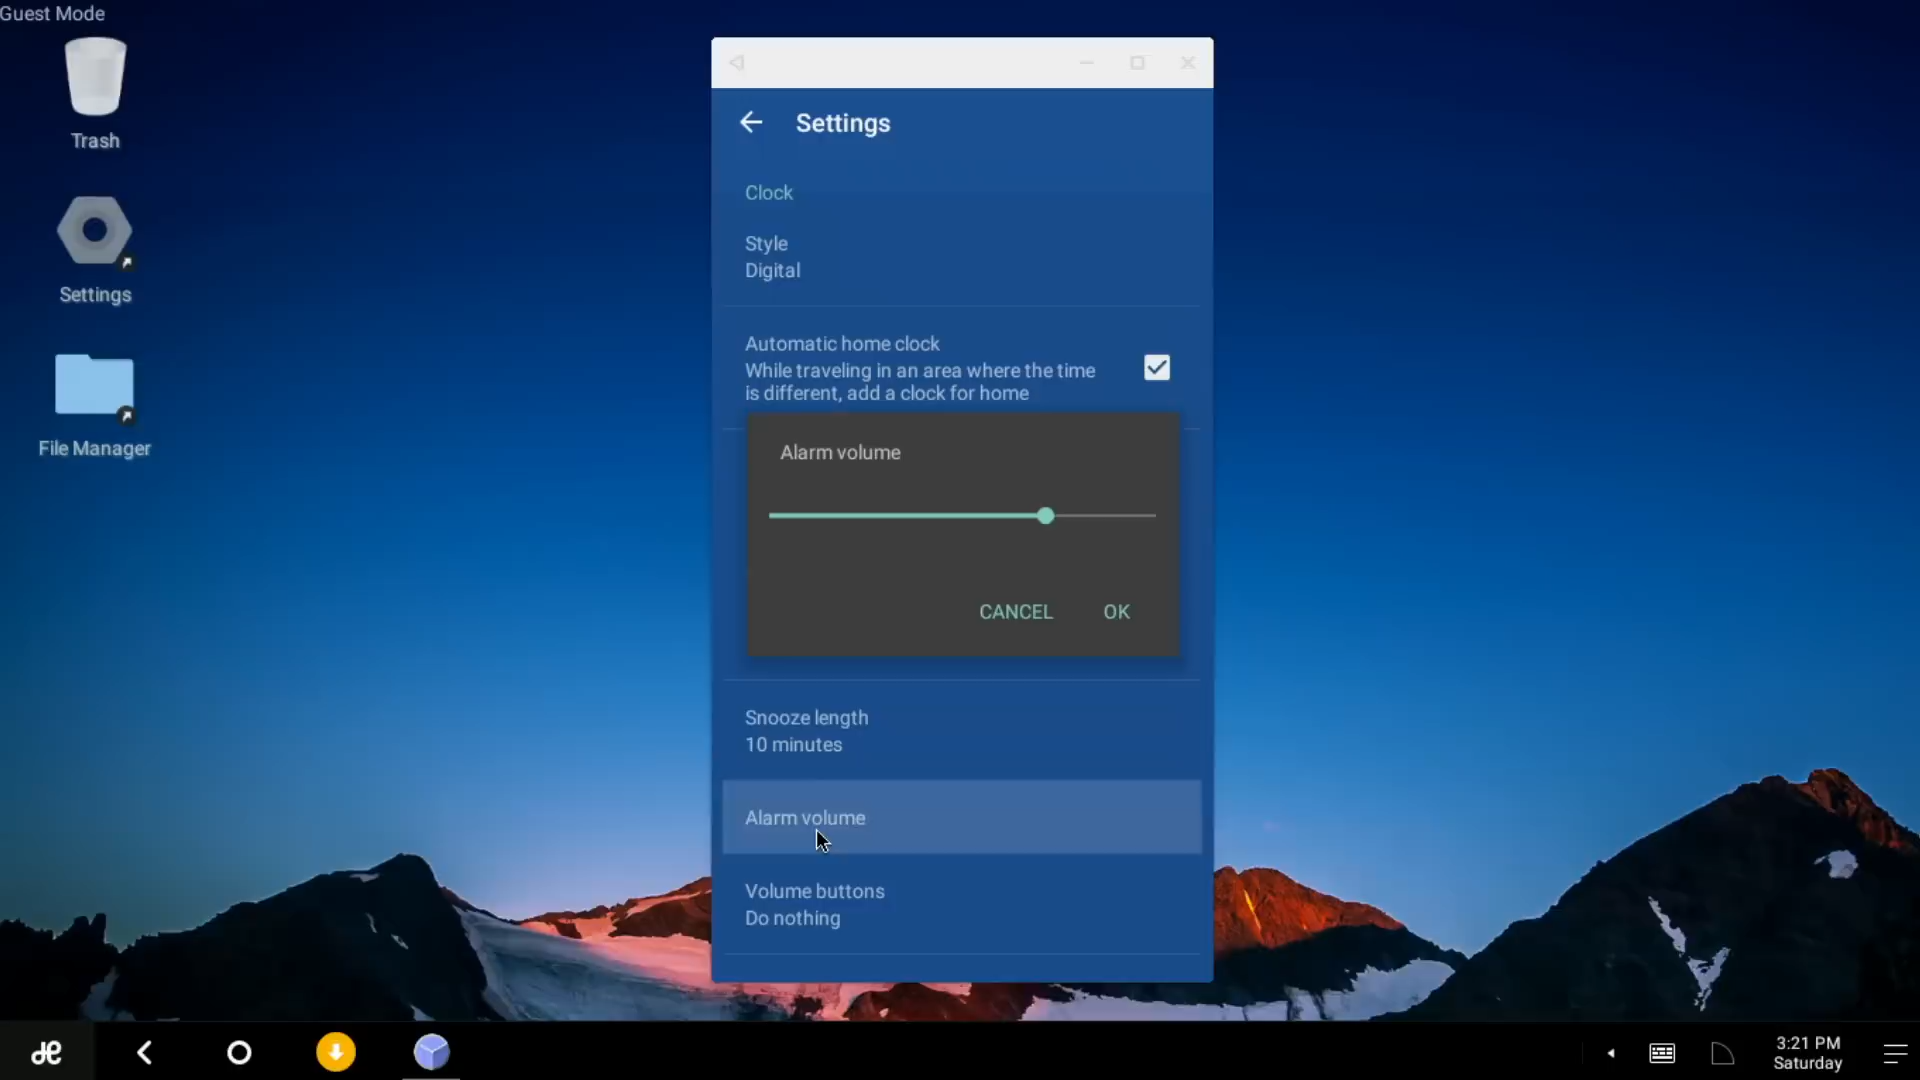 Guest Mode
Trash
Settings
File Manager
Settings
Clock
Style
Digital
Automatic home clock
While traveling in an area where the time
is different, add a clock for home
Alarm volume
CANCEL OK
Snooze length
10 minutes
Alarm volume
Volume buttons
Do nothing
3:21 PM
Saturday